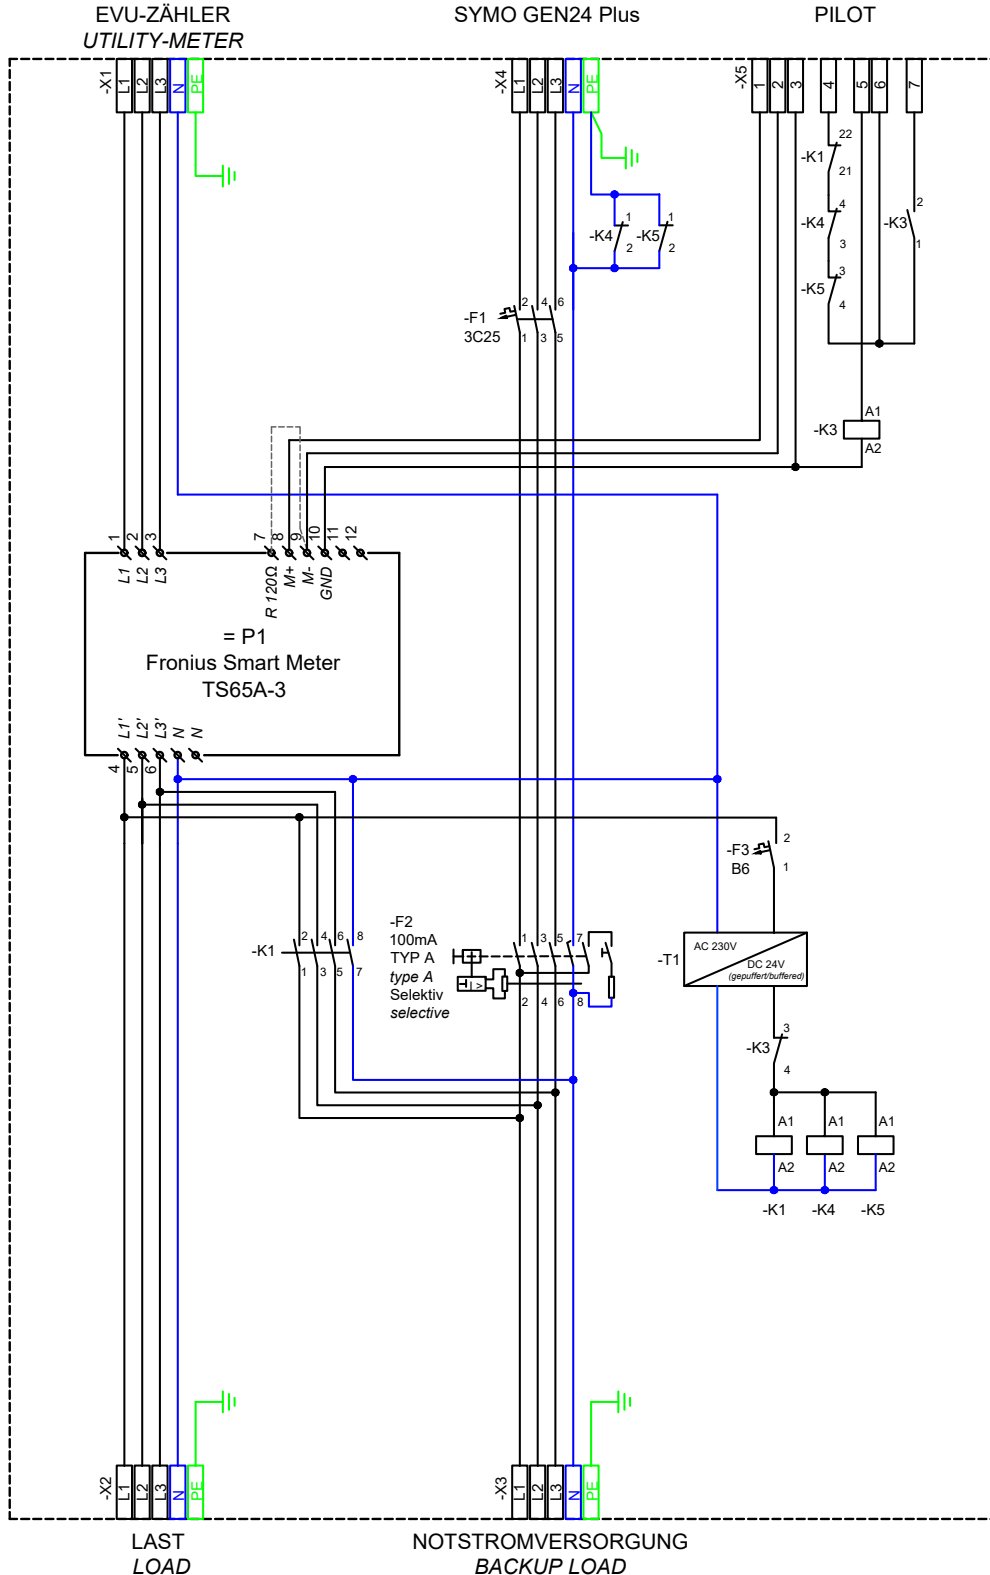 EVU-ZÄHLER
UTILITY-METER
SYMO GEN24 Plus
PILOT
-X1
L1
L2
L3
N
PE
-X4
L1
L2
L3
N
PE
-X5
1
2
3
4
5
6
7
-K1
22
21
-K4
4
3
-K5
3
4
-K3
2
1
-K4
1
2
-K5
1
2
-F1
3C25
2
4
6
1
3
5
-K3
A1
A2
1
2
3
7
8
9
10
11
12
L1
L2
L3
R 120Ω
M+
M-
GND
= P1
Fronius Smart Meter
TS65A-3
L1'
L2'
L3'
N
N
4
5
6
-F3
B6
2
1
-K1
2
4
6
8
1
3
5
7
-F2
100mA
TYP A
type A
Selektiv
selective
I >
1
3
5
7
2
4
6
8
-T1
AC 230V
DC 24V
(gepuffert/buffered)
-K3
3
4
A1
A1
A1
A2
A2
A2
-K1
-K4
-K5
-X2
L1
L2
L3
N
PE
-X3
L1
L2
L3
N
PE
LAST
LOAD
NOTSTROMVERSORGUNG
BACKUP LOAD